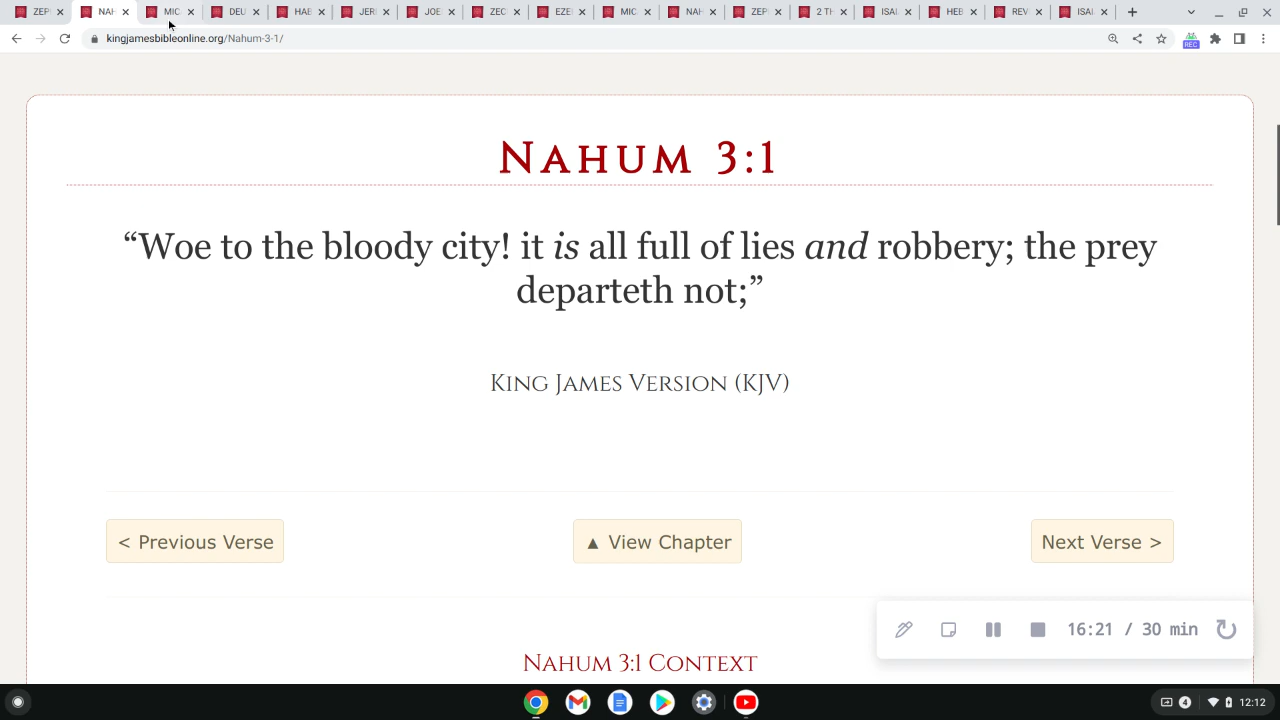 ZEP NAH MIC DEU HAB JER JOE ZEC EZE MIC NAH ZEP 2 TH ISAI HEB REV ISAI
kingjamesbibleonline.org/Nahum-3-1/
REC
Nahum 3:1
“Woe to the bloody city! it is all full of lies and robbery; the prey
departeth not;”
King James Version (KJV)
< Previous Verse ▲ View Chapter Next Verse >
16:21 / 30 min
Nahum 3:1 Context
4 12:12